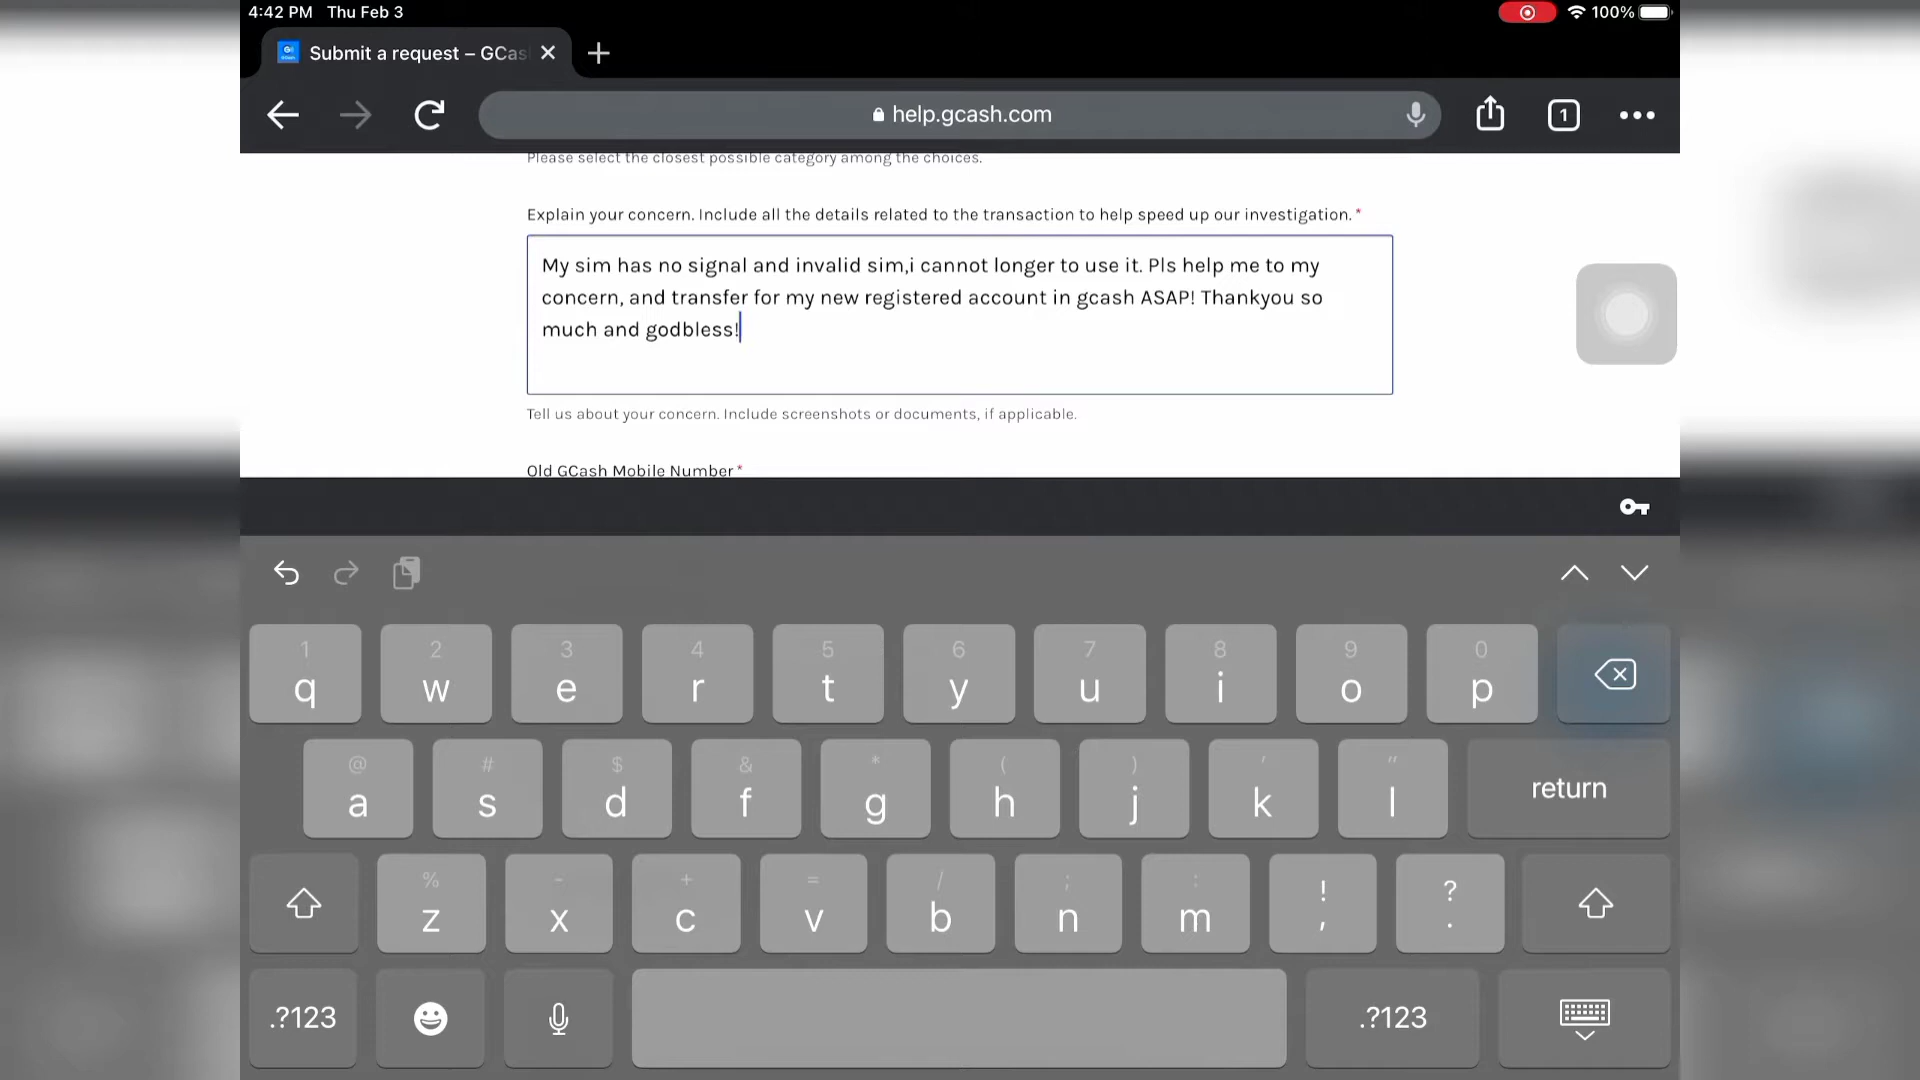 4:42 PM Thu Feb 3
100%
Submit a request – GCas
help.gcash.com
1
Please select the closest possible category among the choices.
Explain your concern. Include all the details related to the transaction to help speed up our investigation. *
My sim has no signal and invalid sim,i cannot longer to use it. Pls help me to my
concern, and transfer for my new registered account in gcash ASAP! Thankyou so
much and godbless!
Tell us about your concern. Include screenshots or documents, if applicable.
Old GCash Mobile Number *
1 2 3 4 5 6 7 8 9 0
q w e r t y u i o p
@ # $ & * ( ) ' "
a s d f g h j k l return
% - + = / ; : ! ?
z x c v b n m , .
.?123 .?123